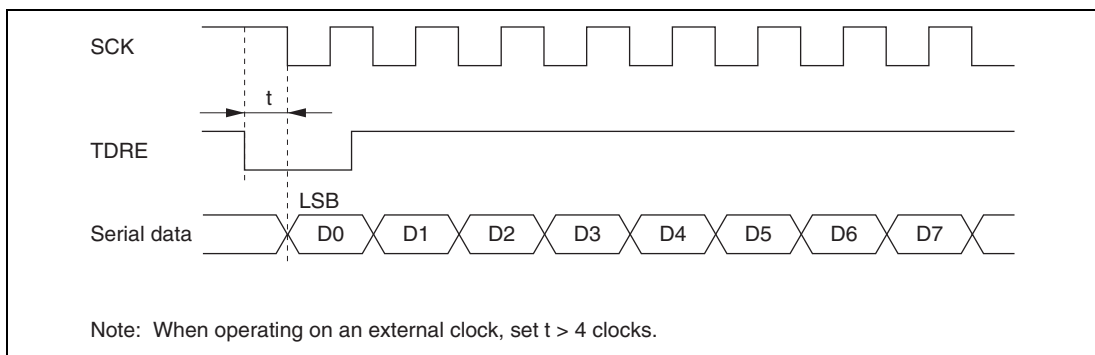 SCK
t
TDRE
LSB
Serial data D0 D1 D2 D3 D4 D5 D6 D7
Note: When operating on an external clock, set t > 4 clocks.